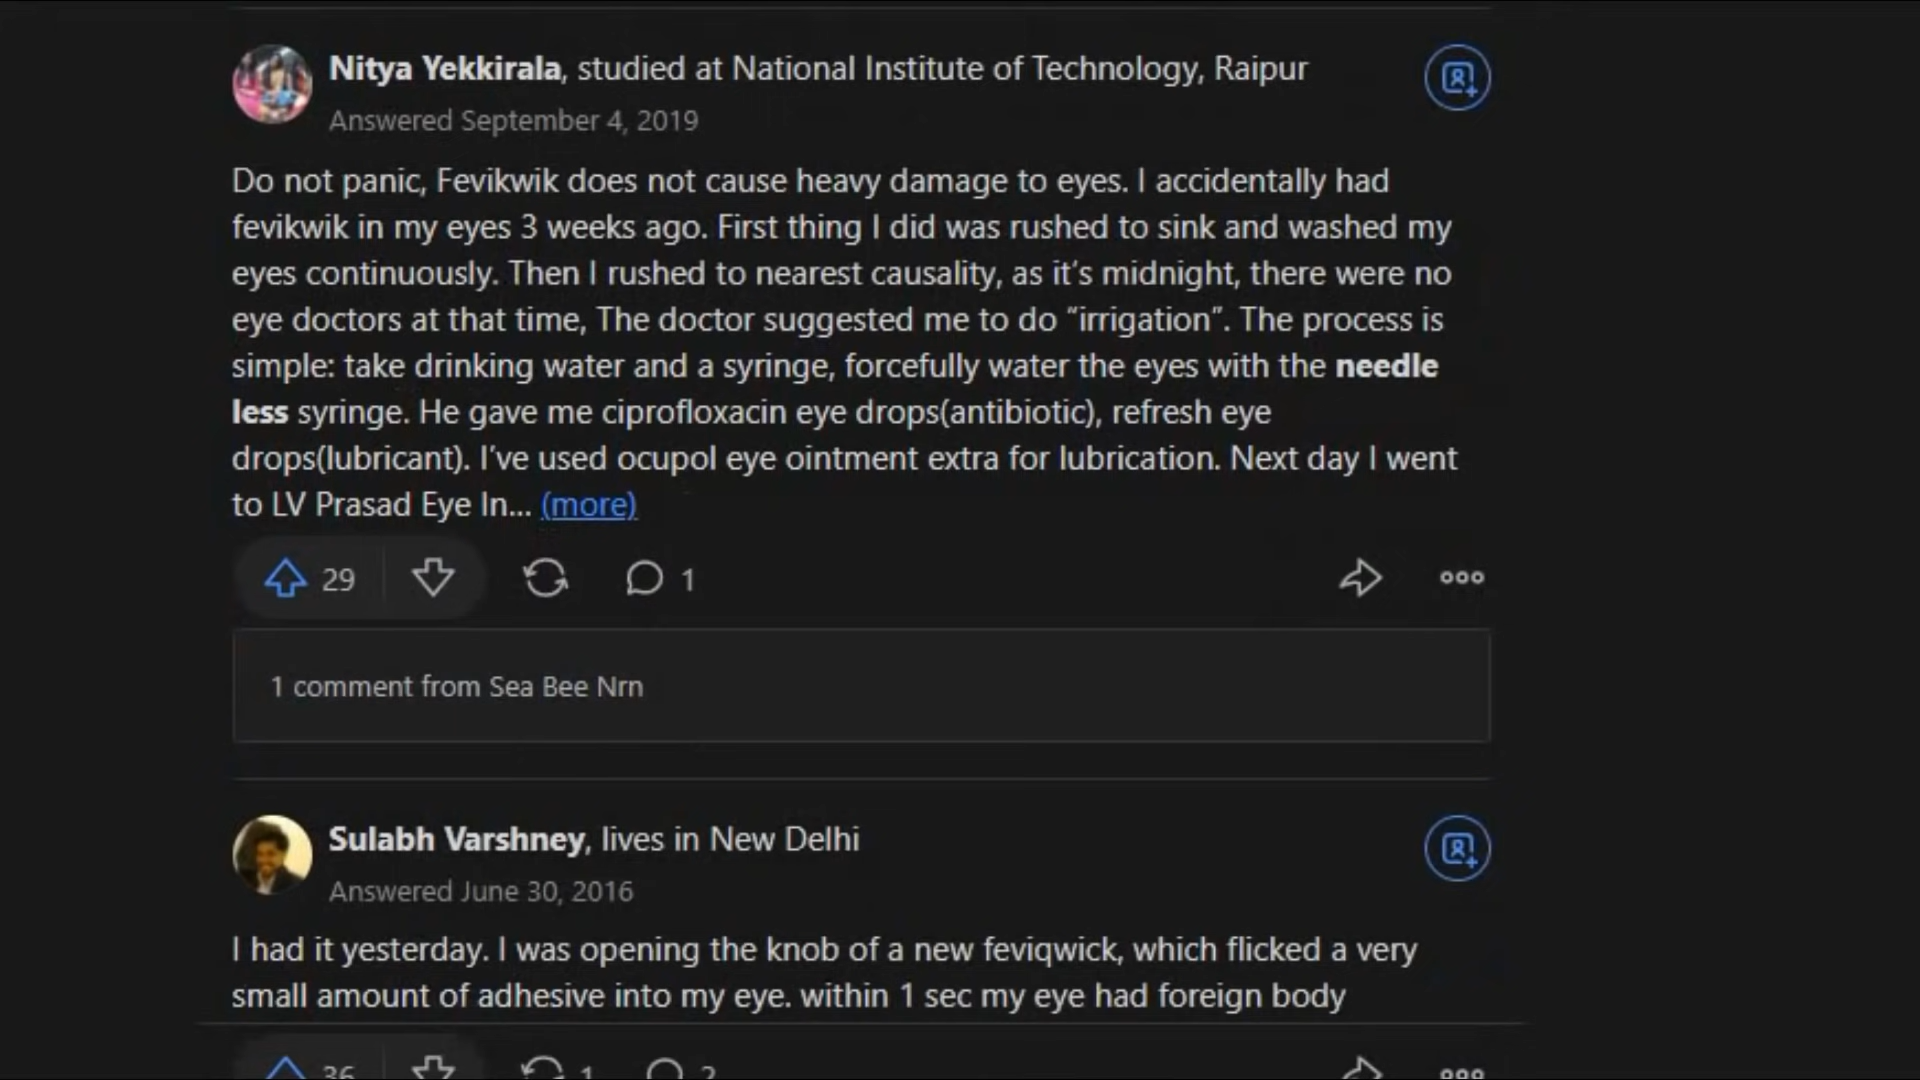 Nitya Yekkirala, studied at National Institute of Technology, Raipur
Answered September 4, 2019
Do not panic, Fevikwik does not cause heavy damage to eyes. I accidentally had
fevikwik in my eyes 3 weeks ago. First thing I did was rushed to sink and washed my
eyes continuously. Then I rushed to nearest causality, as it's midnight, there were no
eye doctors at that time, The doctor suggested me to do “irrigation”. The process is
simple: take drinking water and a syringe, forcefully water the eyes with the needle
less syringe. He gave me ciprofloxacin eye drops(antibiotic), refresh eye
drops(lubricant). I've used ocupol eye ointment extra for lubrication. Next day I went
to LV Prasad Eye In... (more)
29 1
1 comment from Sea Bee Nrn
Sulabh Varshney, lives in New Delhi
Answered June 30, 2016
I had it yesterday. I was opening the knob of a new feviqwick, which flicked a very
small amount of adhesive into my eye. within 1 sec my eye had foreign body
36 1 2